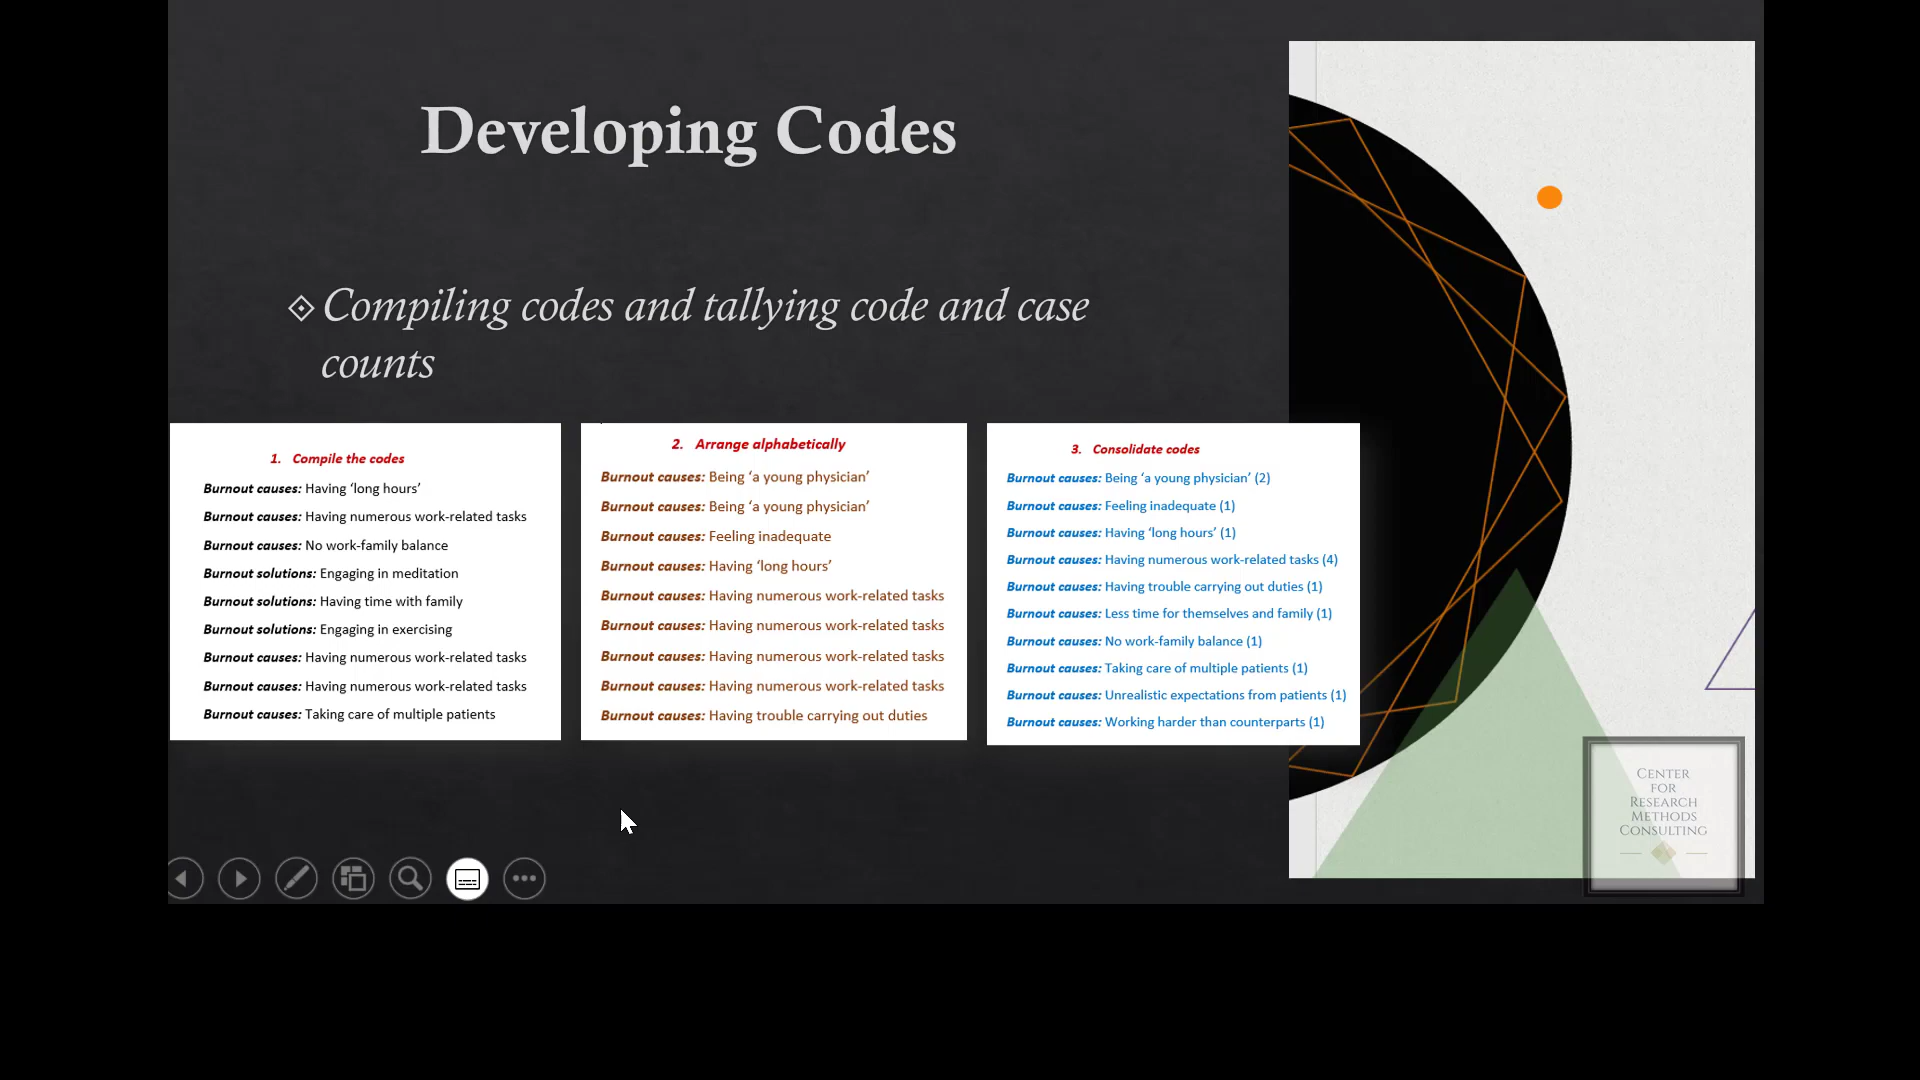 Developing Codes
Compiling codes and tallying code and case
counts
1. Compile the codes
Burnout causes: Having ‘long hours’
Burnout causes: Having numerous work-related tasks
Burnout causes: No work-family balance
Burnout solutions: Engaging in meditation
Burnout solutions: Having time with family
Burnout solutions: Engaging in exercising
Burnout causes: Having numerous work-related tasks
Burnout causes: Having numerous work-related tasks
Burnout causes: Taking care of multiple patients
2. Arrange alphabetically
Burnout causes: Being ‘a young physician’
Burnout causes: Being ‘a young physician’
Burnout causes: Feeling inadequate
Burnout causes: Having ‘long hours’
Burnout causes: Having numerous work-related tasks
Burnout causes: Having numerous work-related tasks
Burnout causes: Having numerous work-related tasks
Burnout causes: Having numerous work-related tasks
Burnout causes: Having trouble carrying out duties
3. Consolidate codes
Burnout causes: Being ‘a young physician’ (2)
Burnout causes: Feeling inadequate (1)
Burnout causes: Having ‘long hours’ (1)
Burnout causes: Having numerous work-related tasks (4)
Burnout causes: Having trouble carrying out duties (1)
Burnout causes: Less time for themselves and family (1)
Burnout causes: No work-family balance (1)
Burnout causes: Taking care of multiple patients (1)
Burnout causes: Unrealistic expectations from patients (1)
Burnout causes: Working harder than counterparts (1)
Center
for
Research
Methods
Consulting